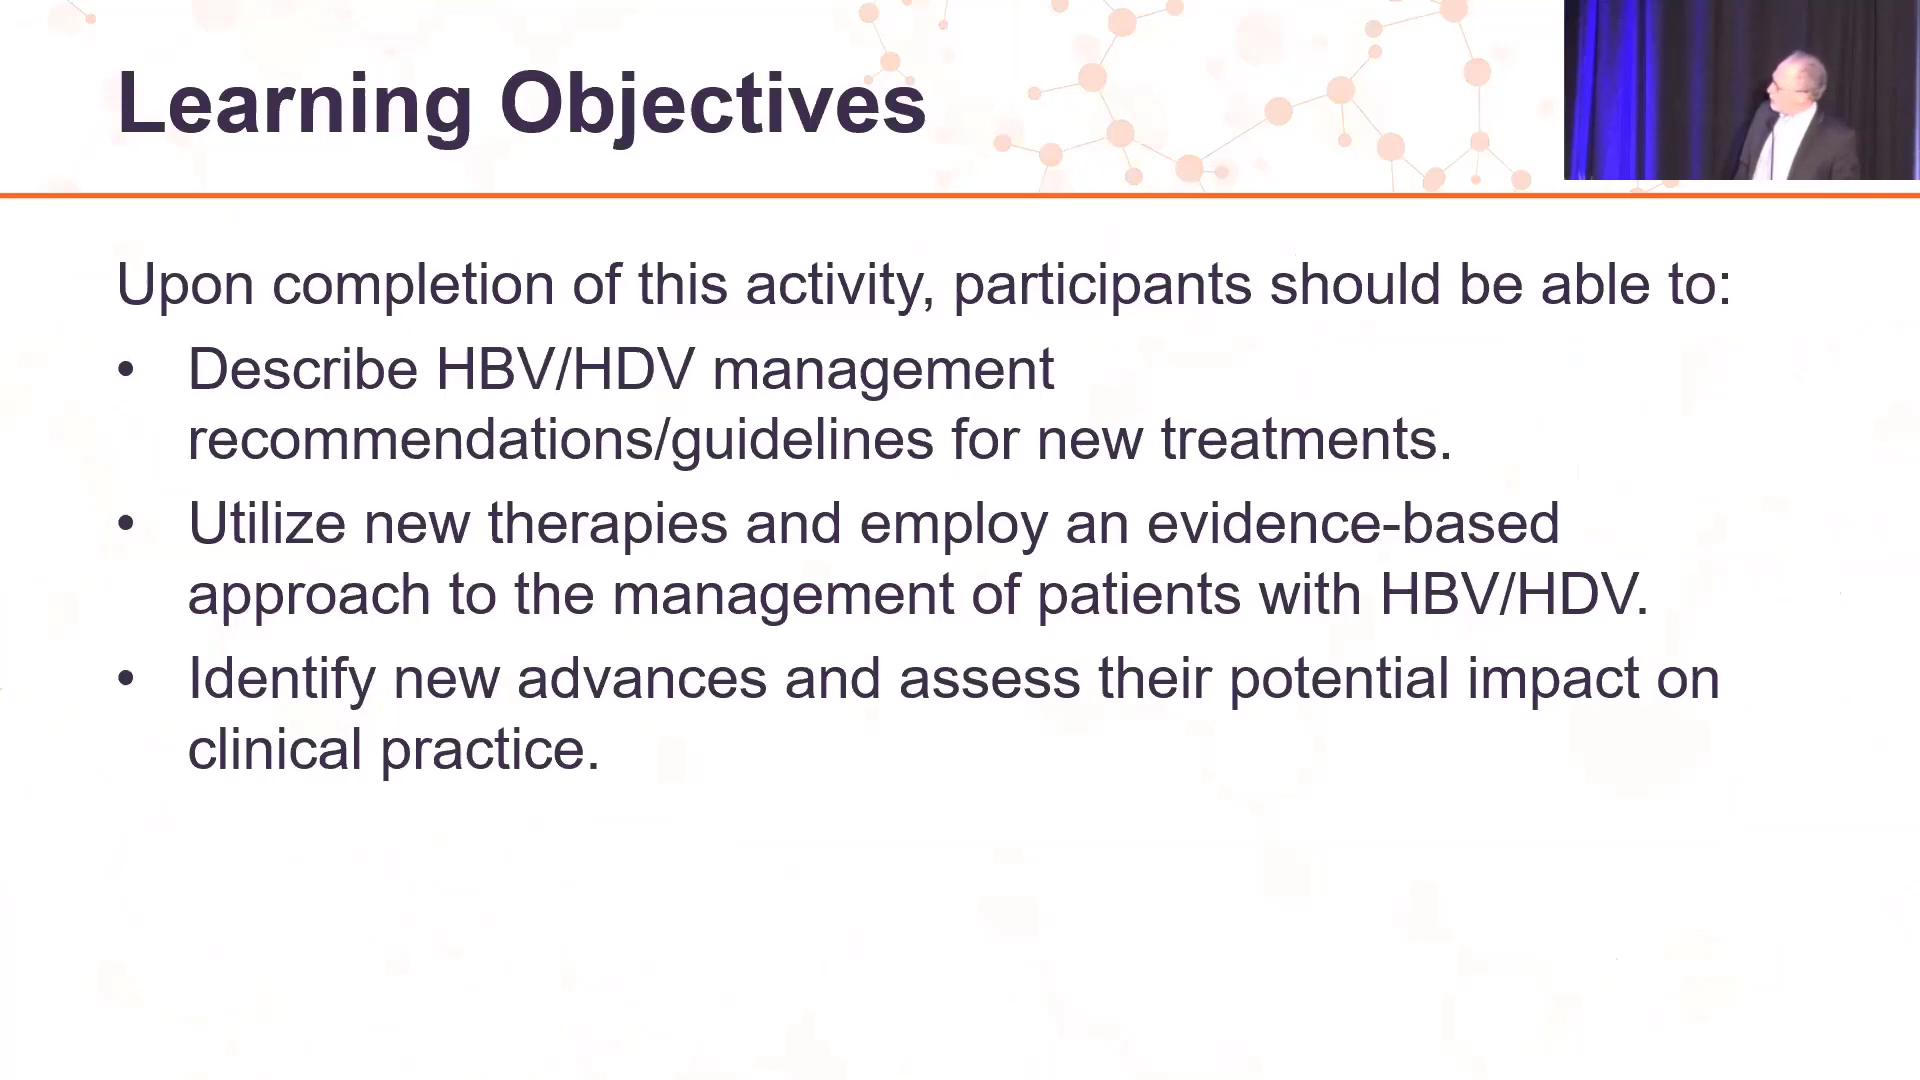 Learning Objectives
Upon completion of this activity, participants should be able to:
• Describe HBV/HDV management
recommendations/guidelines for new treatments.
• Utilize new therapies and employ an evidence-based
approach to the management of patients with HBV/HDV.
• Identify new advances and assess their potential impact on
clinical practice.